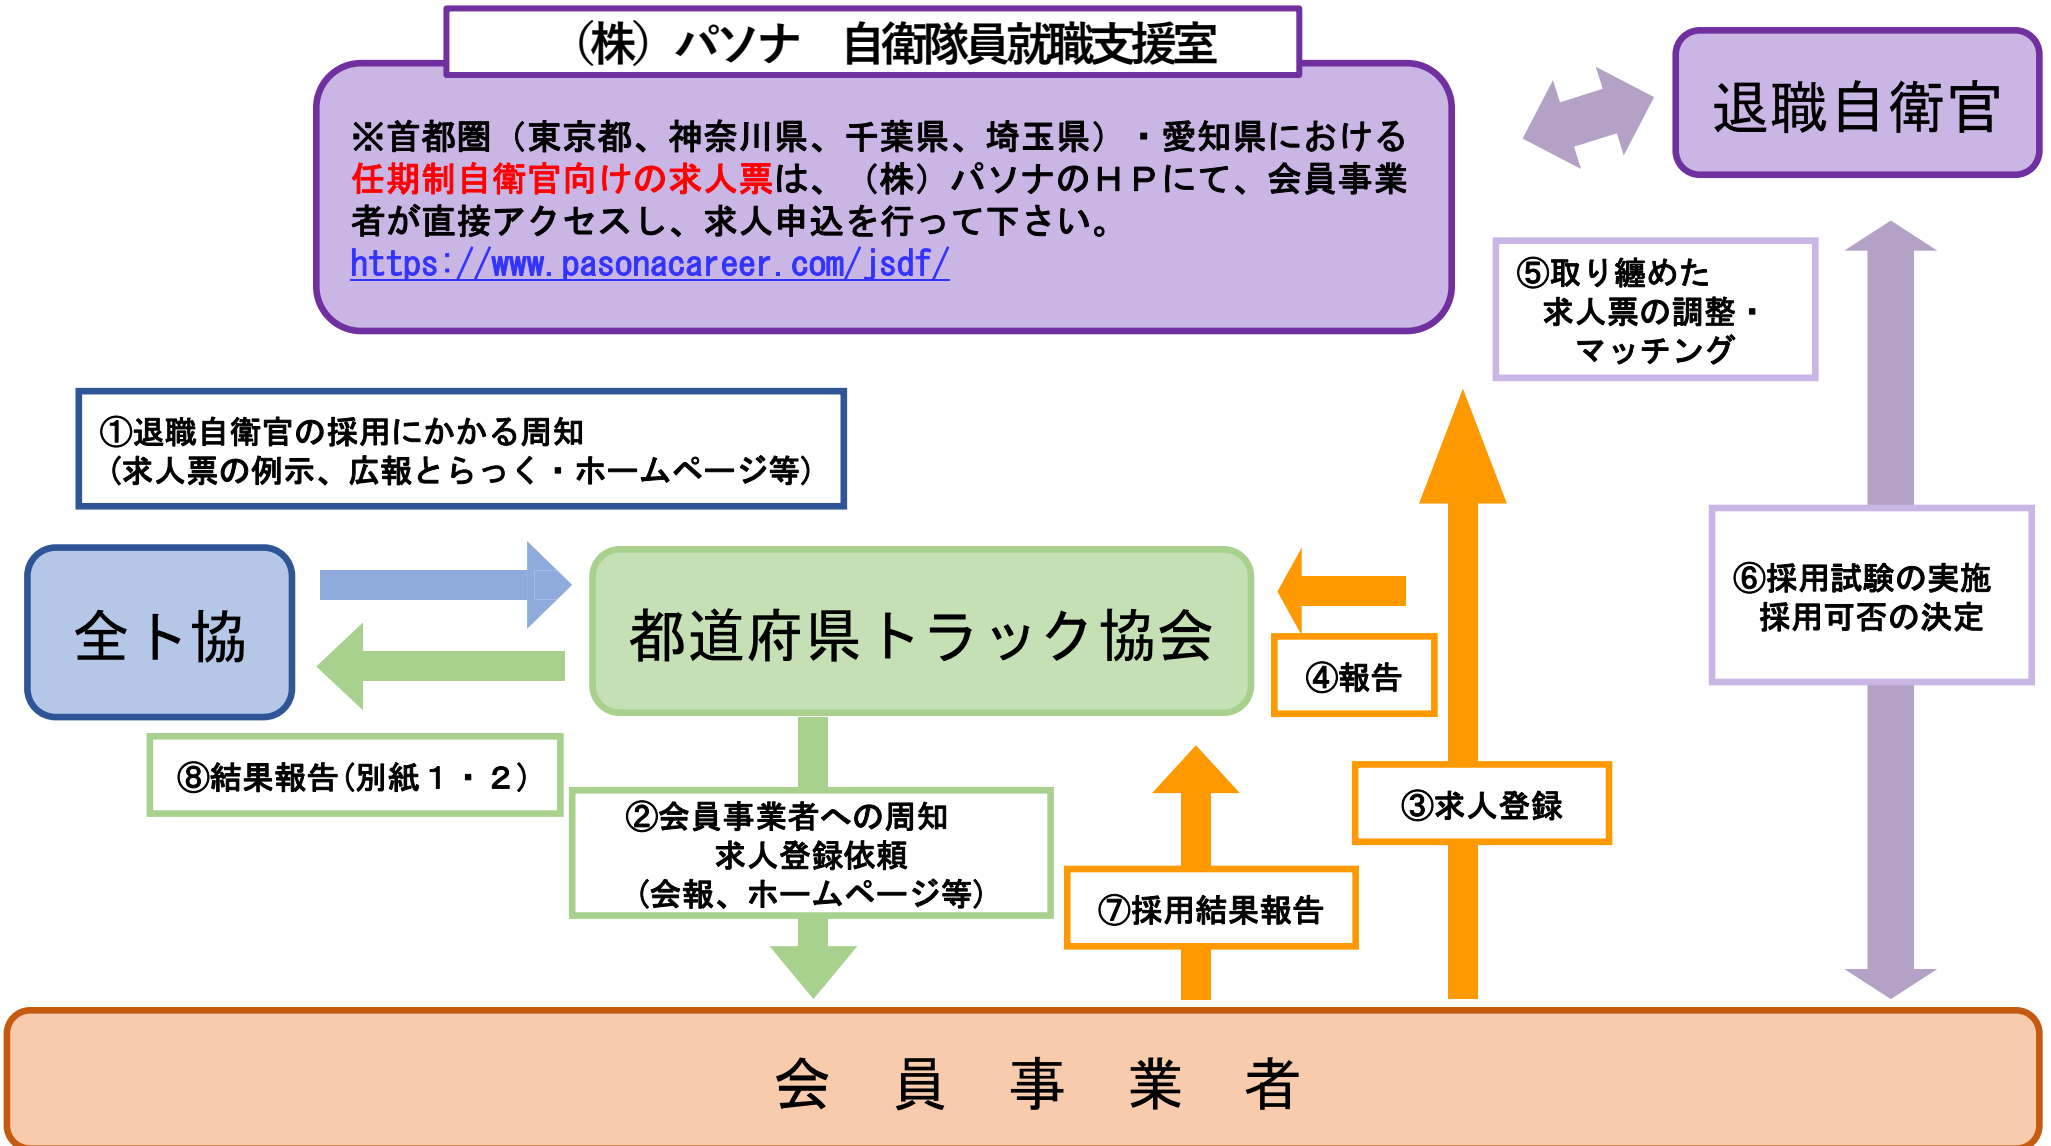 （株）パソナ　自衛隊員就職支援室
退職自衛官
※首都圏（東京都、神奈川県、千葉県、埼玉県）・愛知県における
任期制自衛官向けの求人票は、（株）パソナのＨＰにて、会員事業
者が直接アクセスし、求人申込を行って下さい。
https://www.pasonacareer.com/jsdf/
⑤取り纏めた
求人票の調整・
マッチング
①退職自衛官の採用にかかる周知
（求人票の例示、広報とらっく・ホームページ等）
全ト協
都道府県トラック協会
④報告
⑥採用試験の実施
採用可否の決定
⑧結果報告（別紙１・２）
②会員事業者への周知
求人登録依頼
（会報、ホームページ等）
③求人登録
⑦採用結果報告
会　員　事　業　者